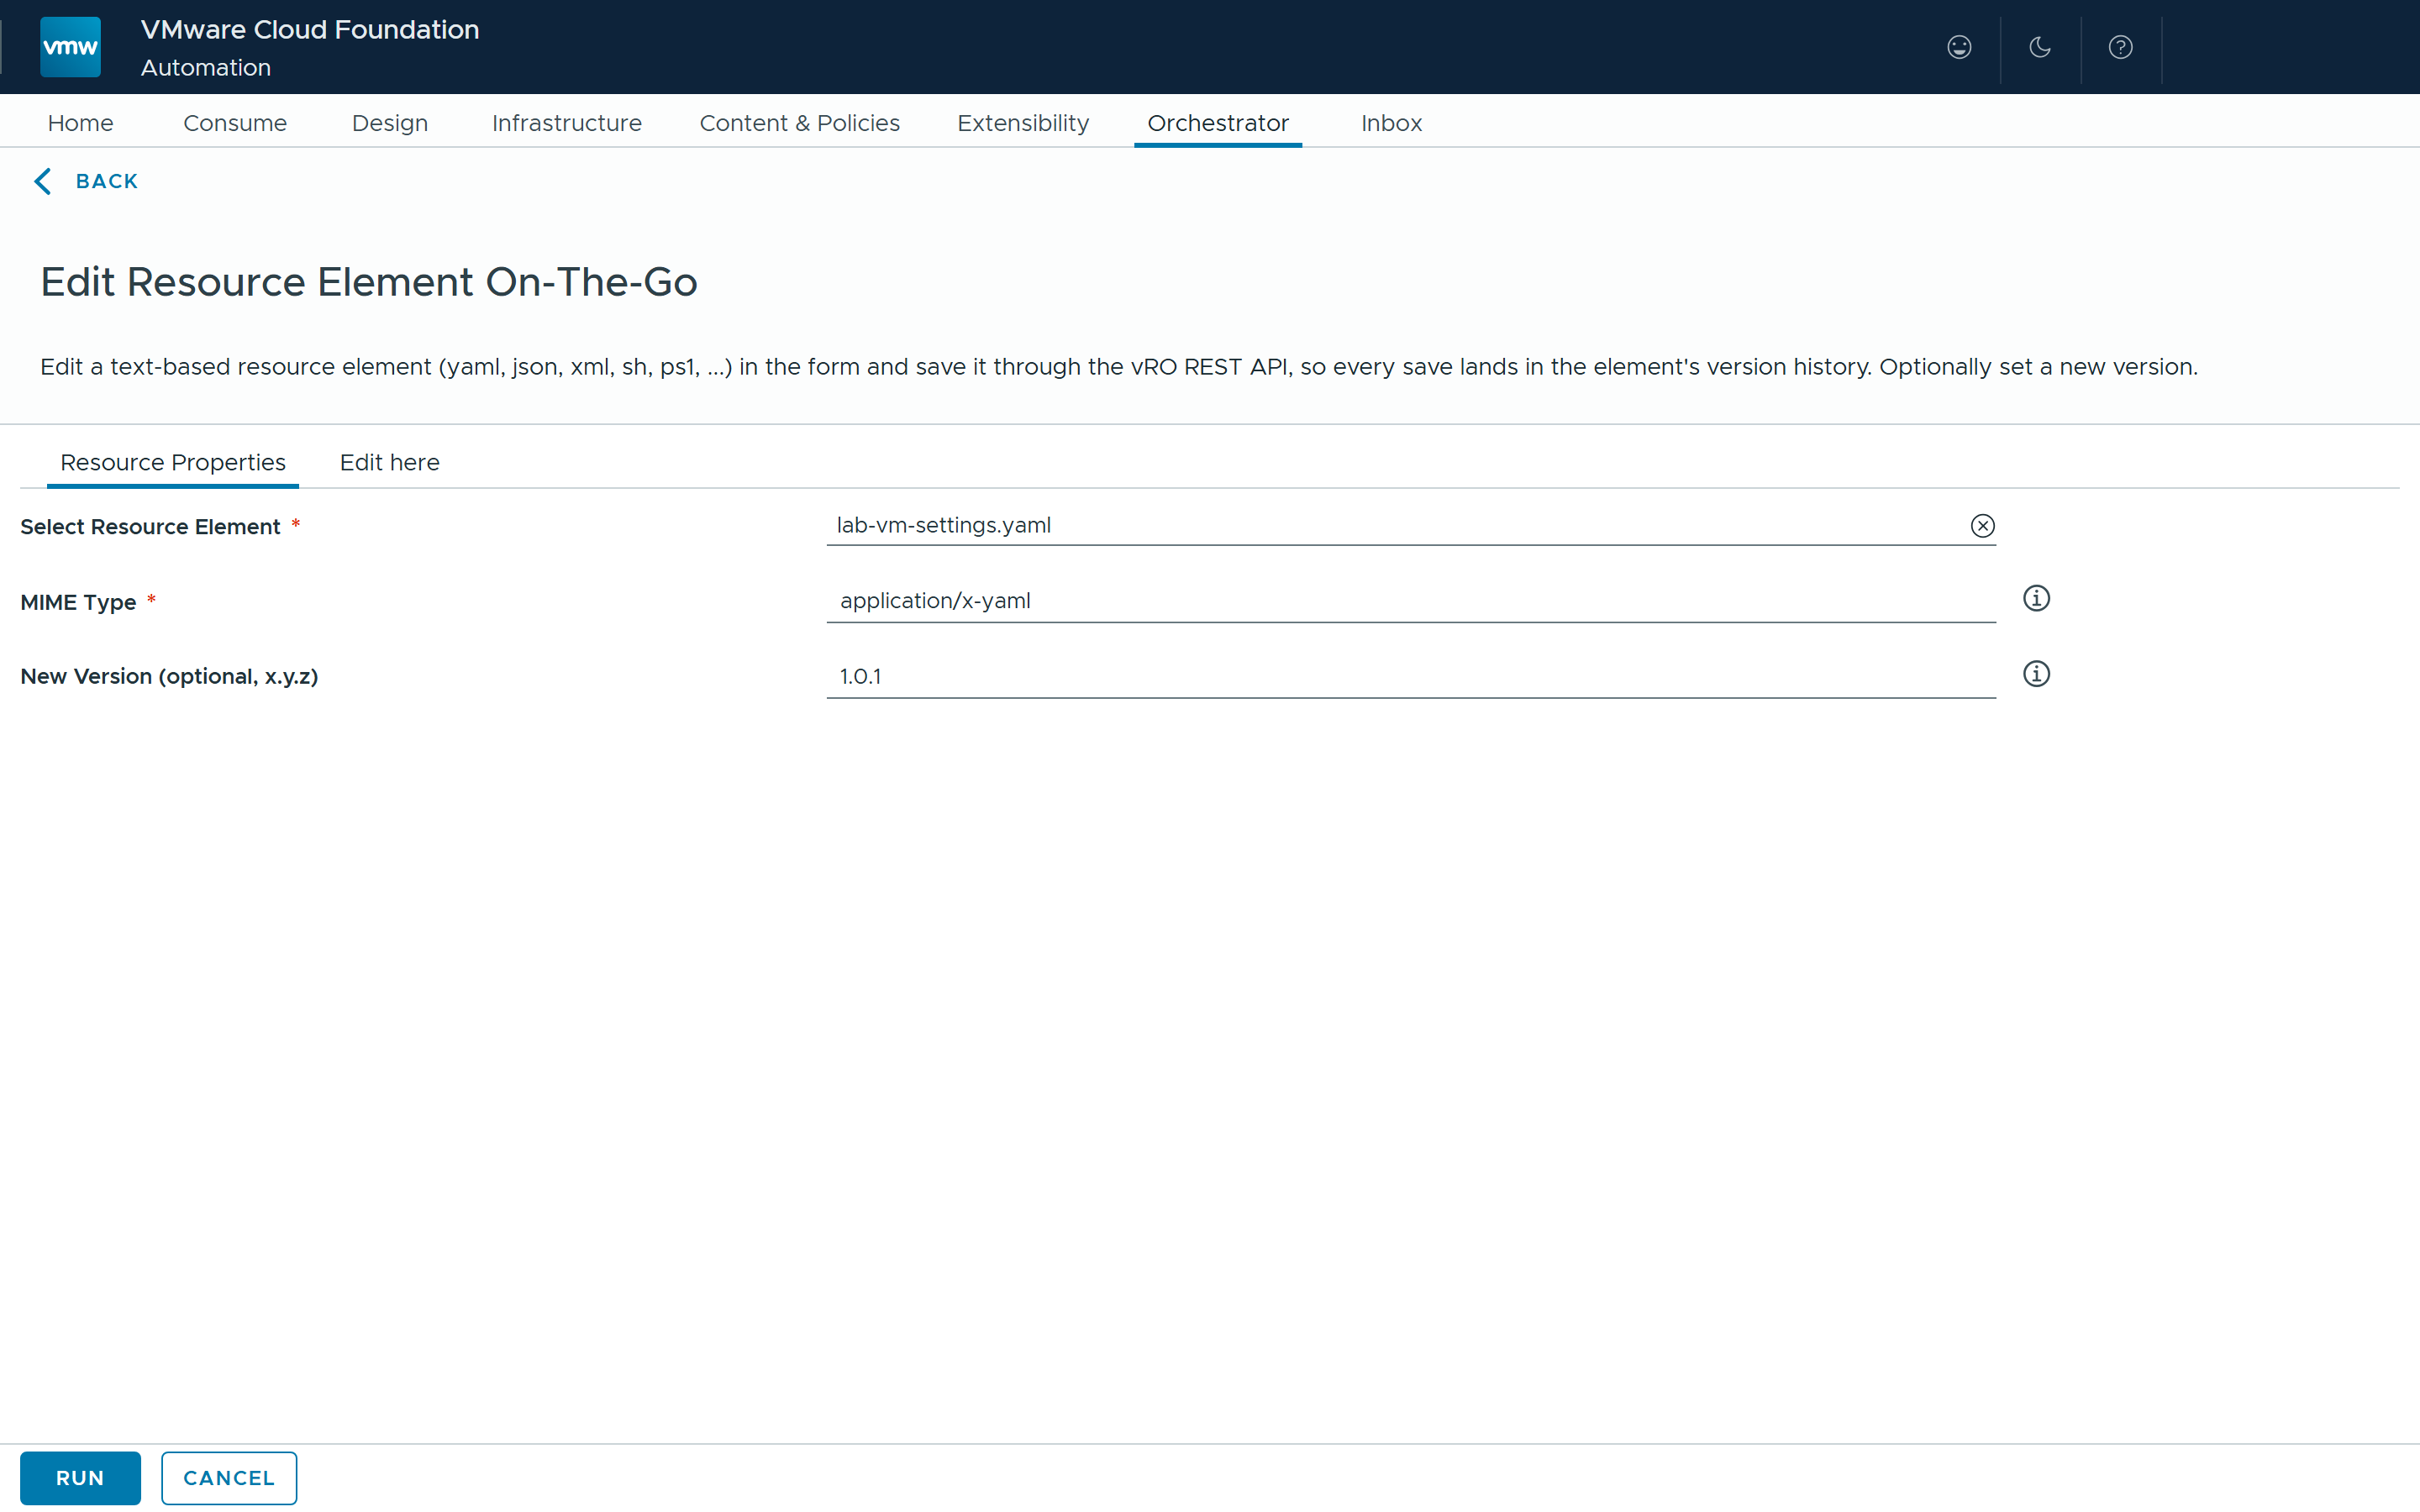 vmw
VMware Cloud Foundation
Automation
Home Consume Design Infrastructure Content & Policies Extensibility Orchestrator Inbox
BACK
Edit Resource Element On-The-Go
Edit a text-based resource element (yaml, json, xml, sh, ps1, ...) in the form and save it through the vRO REST API, so every save lands in the element's version history. Optionally set a new version.
Resource Properties Edit here
Select Resource Element * lab-vm-settings.yaml
MIME Type * application/x-yaml
New Version (optional, x.y.z) 1.0.1
RUN CANCEL